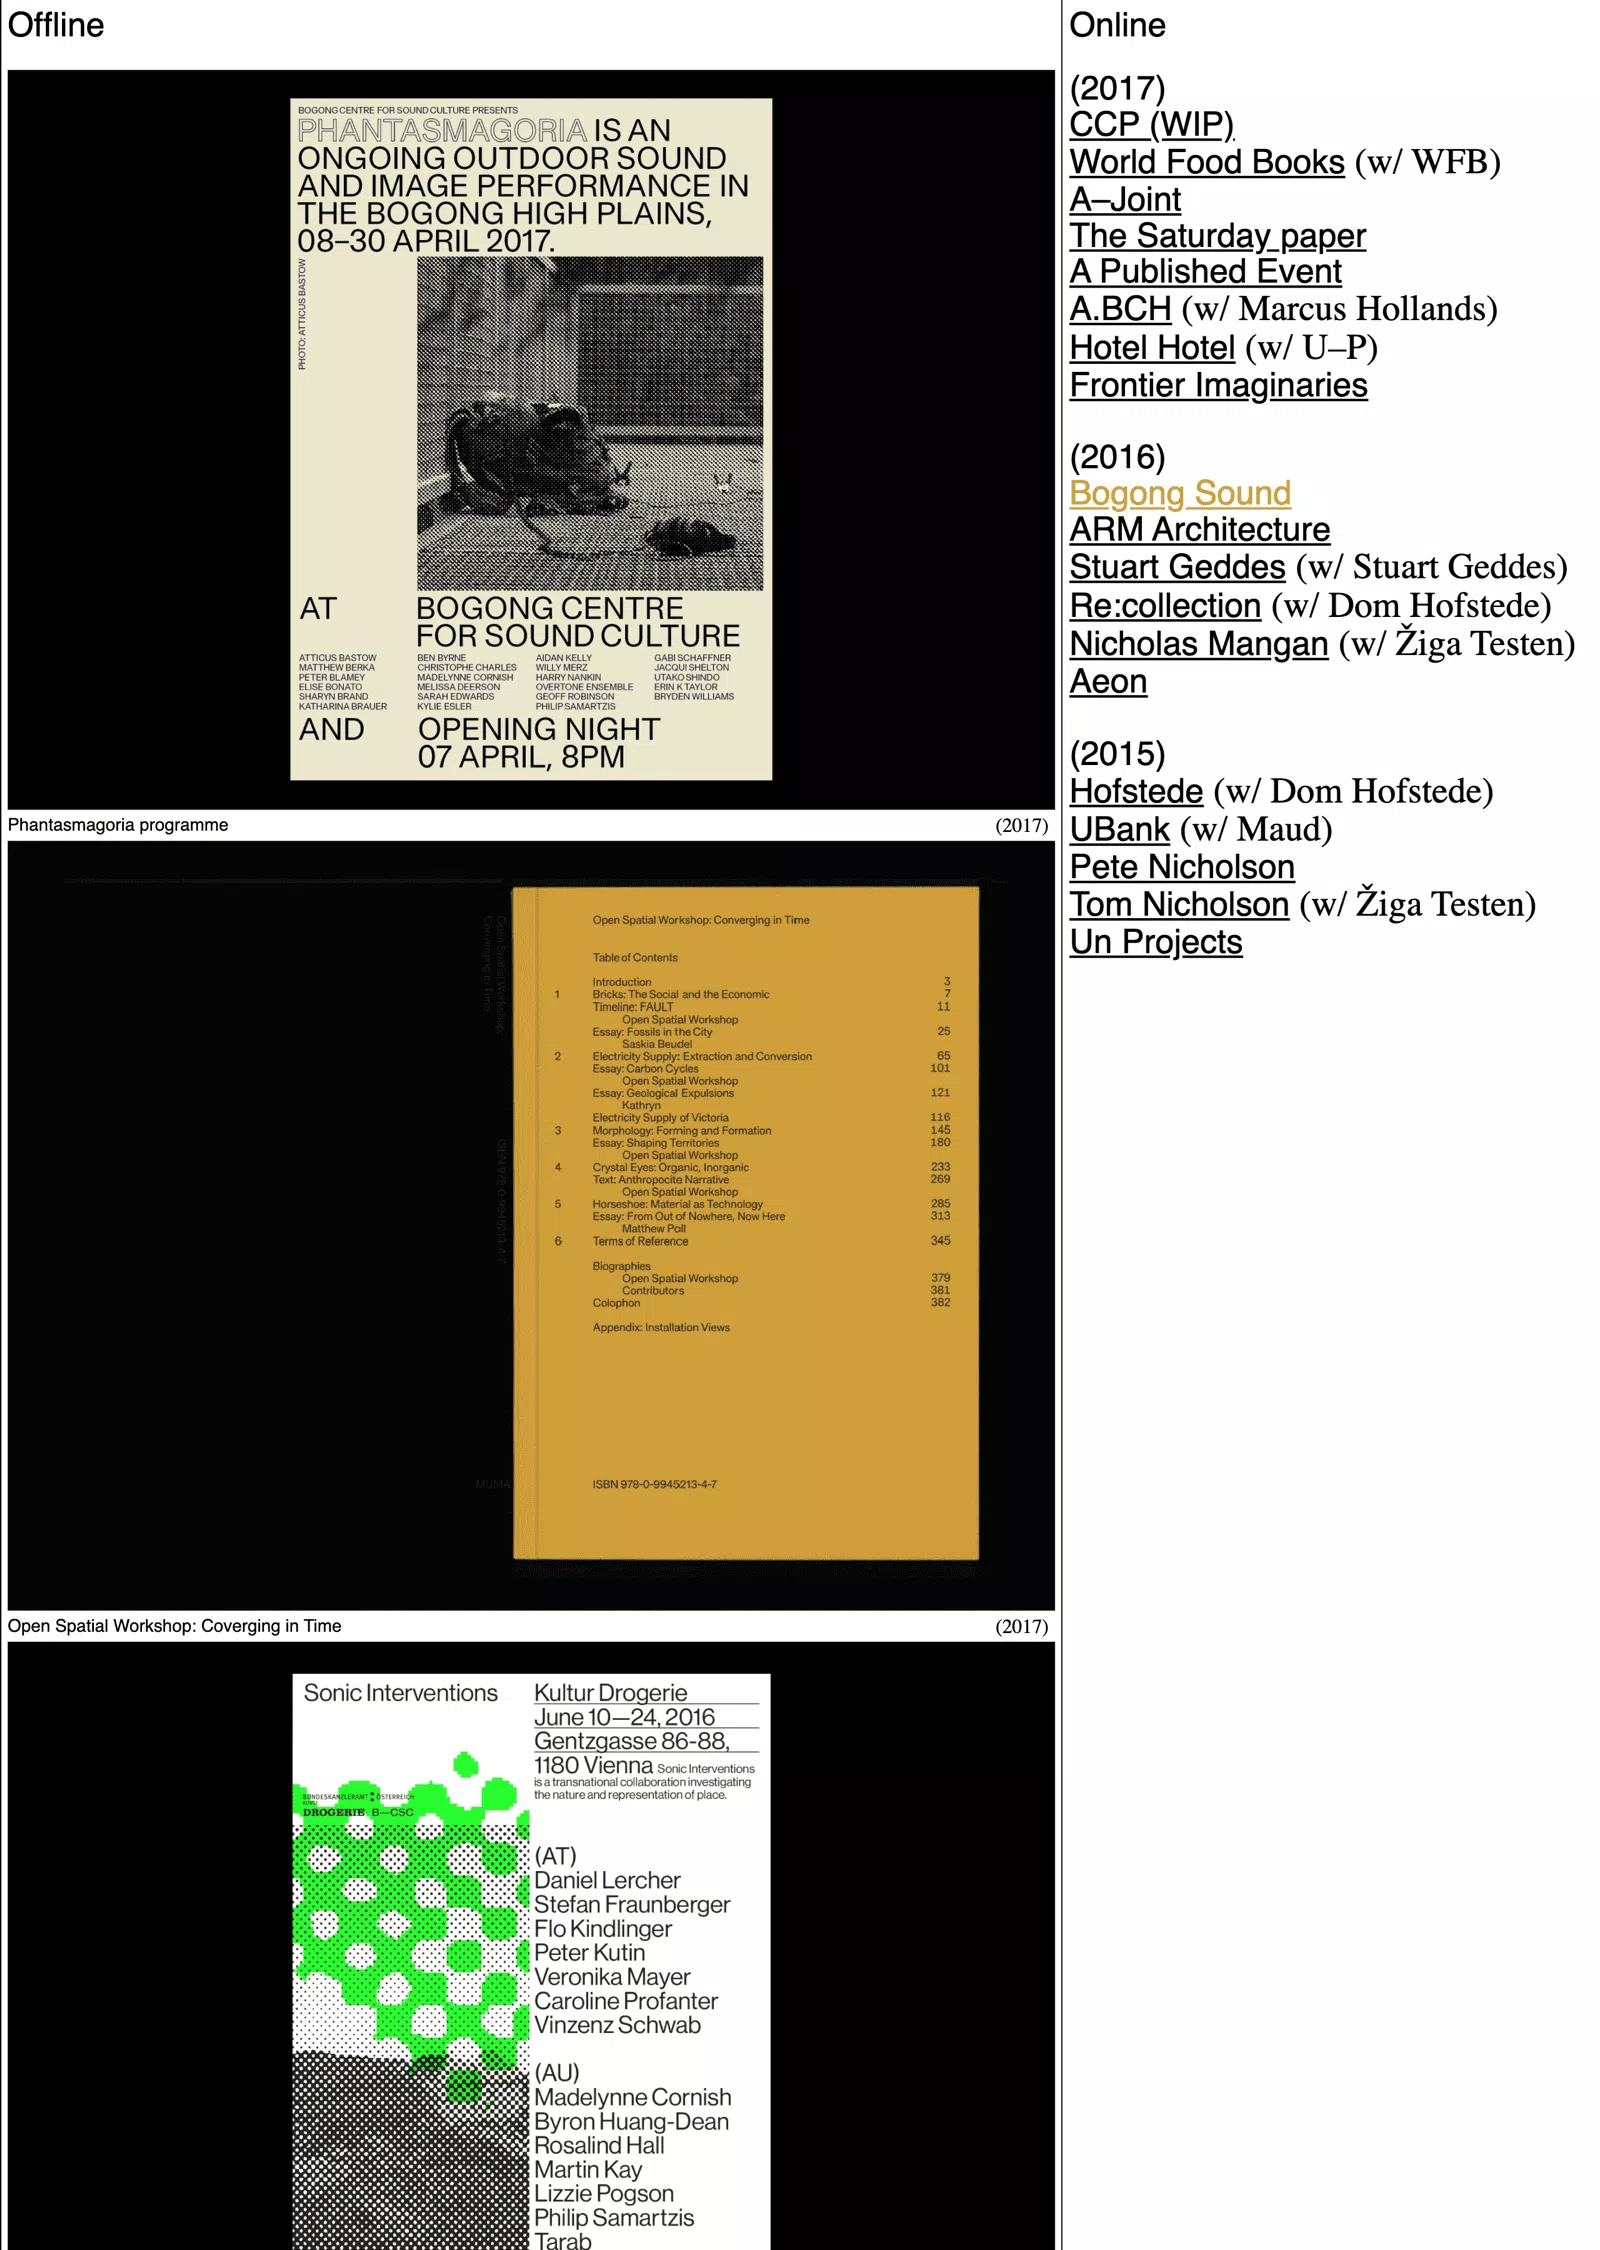 Offline
BOGONG CENTRE FOR SOUND CULTURE PRESENTS
PHANTASMAGORIA IS AN
ONGOING OUTDOOR SOUND
AND IMAGE PERFORMANCE IN
THE BOGONG HIGH PLAINS,
08–30 APRIL 2017.
PHOTO: ATTICUS BASTOW
AT
BOGONG CENTRE
FOR SOUND CULTURE
ATTICUS BASTOW
MATTHEW BERKA
PETER BLAMEY
ELISE BONATO
SHARYN BRAND
KATHARINA BRAUER
BEN BYRNE
CHRISTOPHE CHARLES
MADELYNNE CORNISH
MELISSA DEERSON
SARAH EDWARDS
KYLIE ESLER
AIDAN KELLY
WILLY MERZ
HARRY NANKIN
OVERTONE ENSEMBLE
GEOFF ROBINSON
PHILIP SAMARTZIS
GABI SCHAFFNER
JACQUI SHELTON
UTAKO SHINDO
ERIN K TAYLOR
BRYDEN WILLIAMS
AND
OPENING NIGHT
07 APRIL, 8PM
Phantasmagoria programme (2017)
Open Spatial Workshop:
Converging in Time
ISBN 978-0-9945213-4-7
MUMA
Open Spatial Workshop: Converging in Time
Table of Contents
Introduction 3
1 Bricks: The Social and the Economic 7
Timeline: FAULT 11
Open Spatial Workshop
Essay: Fossils in the City 25
Saskia Beudel
2 Electricity Supply: Extraction and Conversion 65
Essay: Carbon Cycles 101
Open Spatial Workshop
Essay: Geological Expulsions 121
Kathryn
Electricity Supply of Victoria 116
3 Morphology: Forming and Formation 145
Essay: Shaping Territories 180
Open Spatial Workshop
4 Crystal Eyes: Organic, Inorganic 233
Text: Anthropocite Narrative 269
Open Spatial Workshop
5 Horseshoe: Material as Technology 285
Essay: From Out of Nowhere, Now Here 313
Matthew Poll
6 Terms of Reference 345
Biographies
Open Spatial Workshop 379
Contributors 381
Colophon 382
Appendix: Installation Views
ISBN 978-0-9945213-4-7
Open Spatial Workshop: Coverging in Time (2017)
Sonic Interventions
BUNDESKANZLERAMT ÖSTERREICH
KUNST
DROGERIE B—CSC
Kultur Drogerie
June 10—24, 2016
Gentzgasse 86-88,
1180 Vienna Sonic Interventions
is a transnational collaboration investigating
the nature and representation of place.
(AT)
Daniel Lercher
Stefan Fraunberger
Flo Kindlinger
Peter Kutin
Veronika Mayer
Caroline Profanter
Vinzenz Schwab
(AU)
Madelynne Cornish
Byron Huang-Dean
Rosalind Hall
Martin Kay
Lizzie Pogson
Philip Samartzis
Tarab
Online
(2017)
CCP (WIP)
World Food Books (w/ WFB)
A–Joint
The Saturday paper
A Published Event
A.BCH (w/ Marcus Hollands)
Hotel Hotel (w/ U–P)
Frontier Imaginaries
(2016)
Bogong Sound
ARM Architecture
Stuart Geddes (w/ Stuart Geddes)
Re:collection (w/ Dom Hofstede)
Nicholas Mangan (w/ Žiga Testen)
Aeon
(2015)
Hofstede (w/ Dom Hofstede)
UBank (w/ Maud)
Pete Nicholson
Tom Nicholson (w/ Žiga Testen)
Un Projects